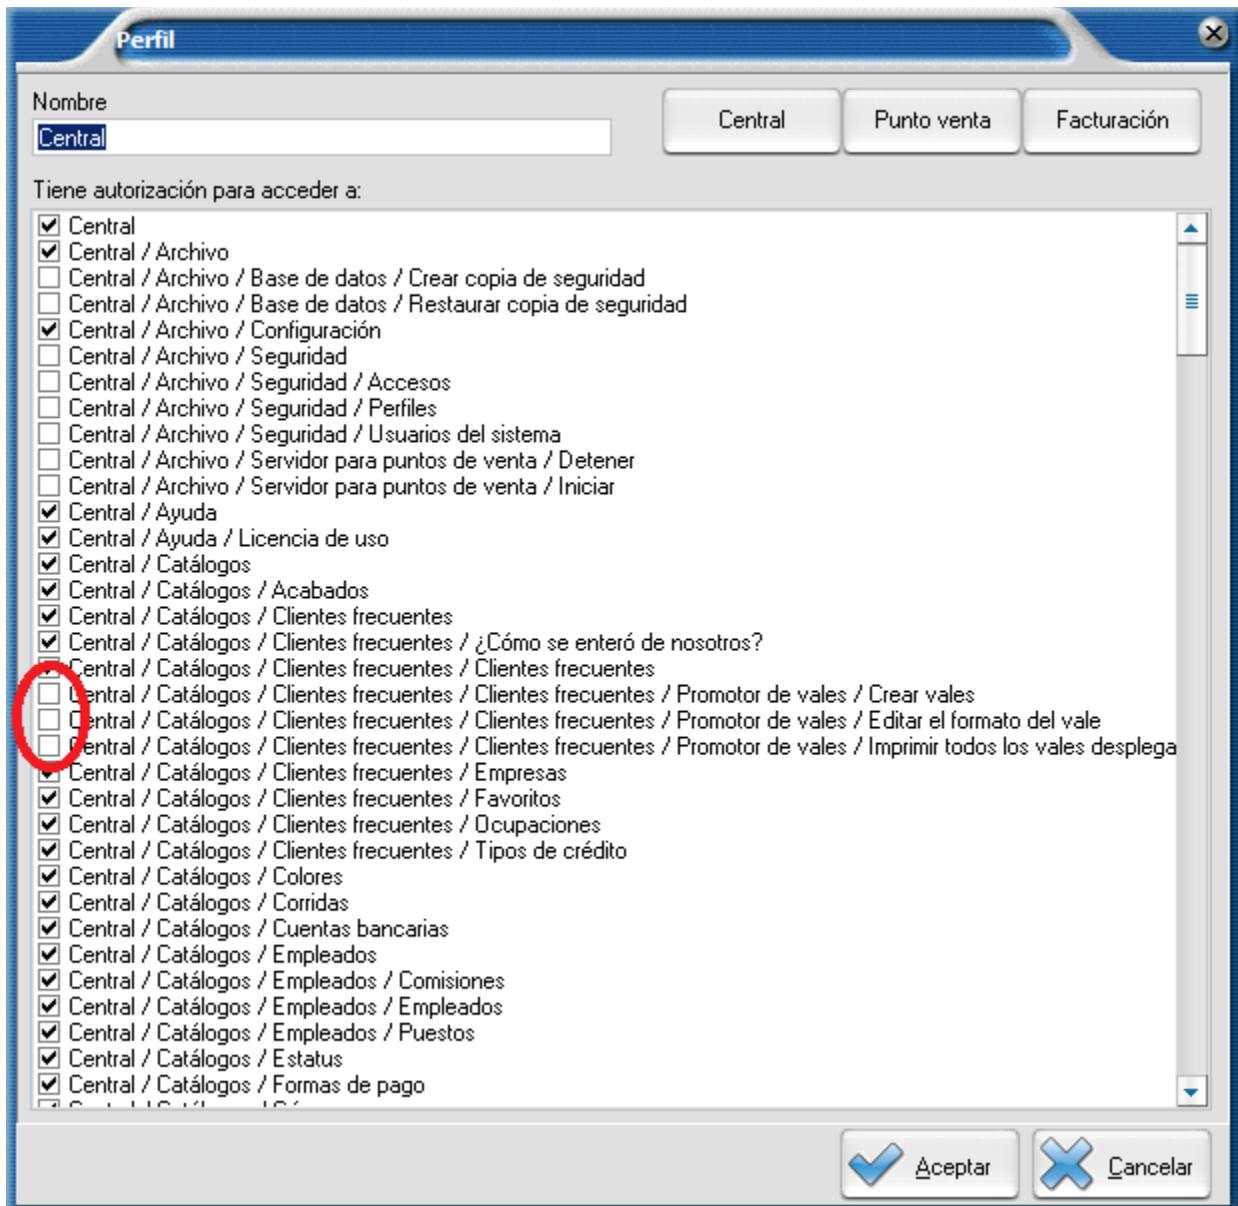 Perfil
Nombre
Central
Central
Punto venta
Facturación
Tiene autorización para acceder a:
Central
Central / Archivo
Central / Archivo / Base de datos / Crear copia de seguridad
Central / Archivo / Base de datos / Restaurar copia de seguridad
Central / Archivo / Configuración
Central / Archivo / Seguridad
Central / Archivo / Seguridad / Accesos
Central / Archivo / Seguridad / Perfiles
Central / Archivo / Seguridad / Usuarios del sistema
Central / Archivo / Servidor para puntos de venta / Detener
Central / Archivo / Servidor para puntos de venta / Iniciar
Central / Ayuda
Central / Ayuda / Licencia de uso
Central / Catálogos
Central / Catálogos / Acabados
Central / Catálogos / Clientes frecuentes
Central / Catálogos / Clientes frecuentes / ¿Cómo se enteró de nosotros?
Central / Catálogos / Clientes frecuentes / Clientes frecuentes
Central / Catálogos / Clientes frecuentes / Clientes frecuentes / Promotor de vales / Crear vales
Central / Catálogos / Clientes frecuentes / Clientes frecuentes / Promotor de vales / Editar el formato del vale
Central / Catálogos / Clientes frecuentes / Clientes frecuentes / Promotor de vales / Imprimir todos los vales desplega
Central / Catálogos / Clientes frecuentes / Empresas
Central / Catálogos / Clientes frecuentes / Favoritos
Central / Catálogos / Clientes frecuentes / Ocupaciones
Central / Catálogos / Clientes frecuentes / Tipos de crédito
Central / Catálogos / Colores
Central / Catálogos / Corridas
Central / Catálogos / Cuentas bancarias
Central / Catálogos / Empleados
Central / Catálogos / Empleados / Comisiones
Central / Catálogos / Empleados / Empleados
Central / Catálogos / Empleados / Puestos
Central / Catálogos / Estatus
Central / Catálogos / Formas de pago
Aceptar
Cancelar